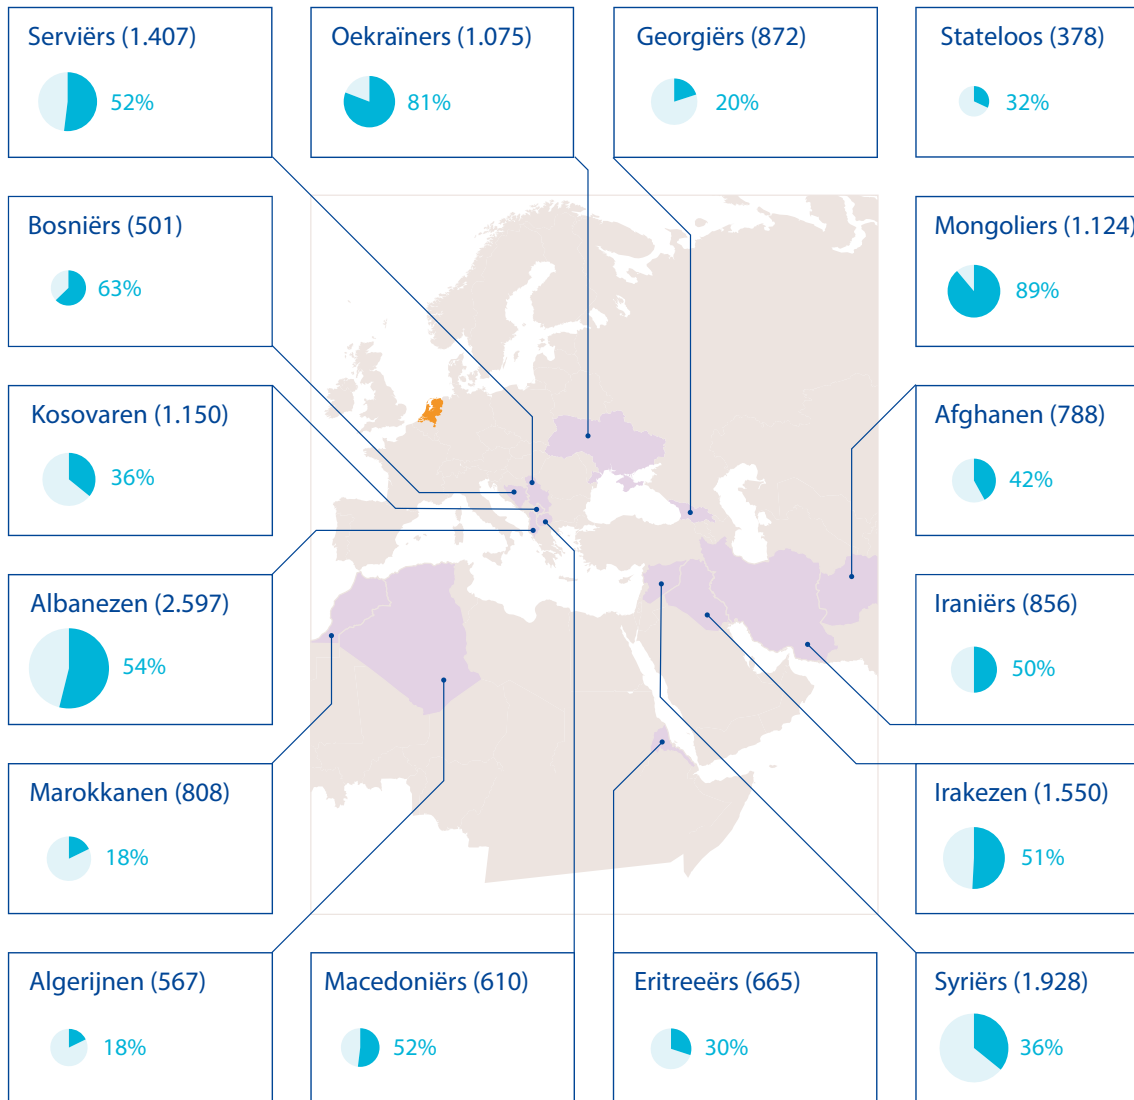 Serviërs (1.407)
52%
Oekraïners (1.075)
81%
Georgiërs (872)
20%
Stateloos (378)
32%
Bosniërs (501)
63%
Mongoliers (1.124)
89%
Kosovaren (1.150)
36%
Afghanen (788)
42%
Albanezen (2.597)
54%
Iraniërs (856)
50%
Marokkanen (808)
18%
Irakezen (1.550)
51%
Algerijnen (567)
18%
Macedoniërs (610)
52%
Eritreeërs (665)
30%
Syriërs (1.928)
36%